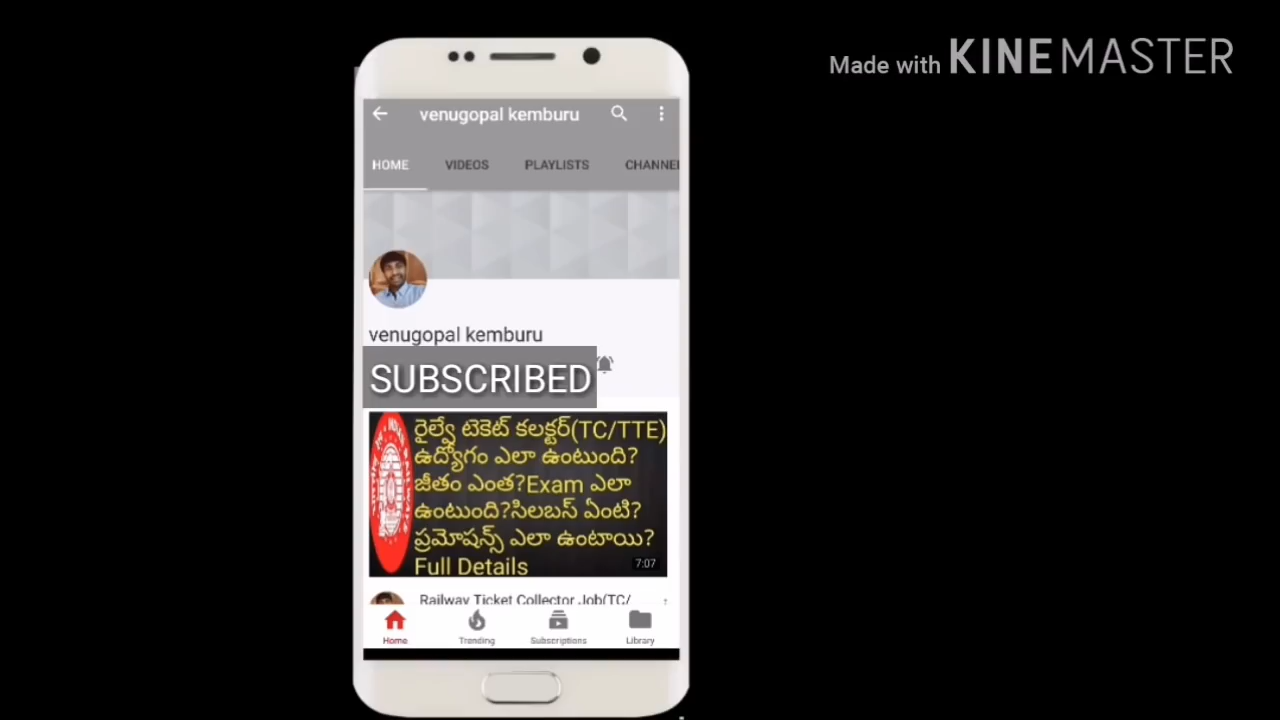 Made with KINEMASTER
venugopal kemburu
HOME VIDEOS PLAYLISTS CHANNEL
venugopal kemburu
SUBSCRIBED
రైల్వే టికెట్ కలక్టర్(TC/TTE)
ఉద్యోగం ఎలా ఉంటుంది?
జీతం ఎంత?Exam ఎలా
ఉంటుంది?సిలబస్ ఏంటి?
ప్రమోషన్స్ ఎలా ఉంటాయి?
Full Details
7:07
Railway Ticket Collector Job(TC/
Home Trending Subscriptions Library